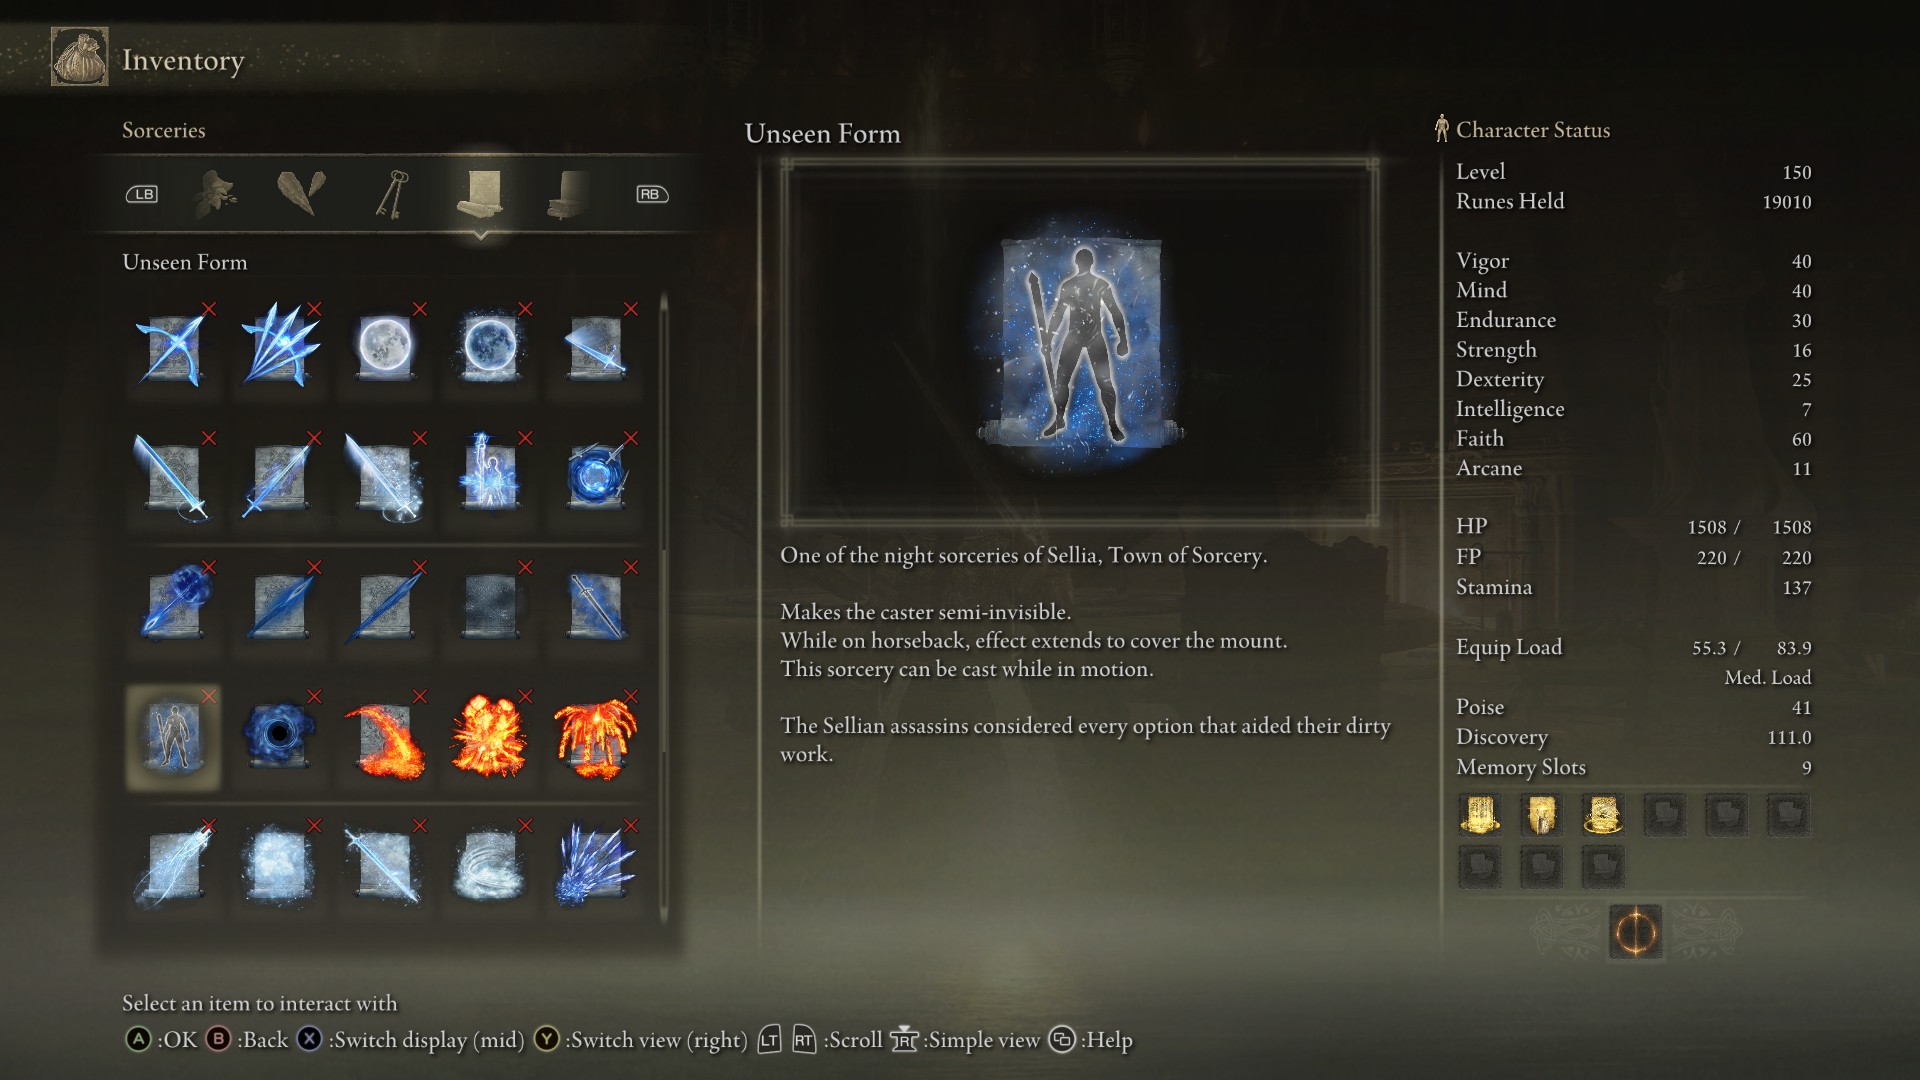 Inventory
Sorceries
LB
RB
Unseen Form
Unseen Form
One of the night sorceries of Sellia, Town of Sorcery.
Makes the caster semi-invisible.
While on horseback, effect extends to cover the mount.
This sorcery can be cast while in motion.
The Sellian assassins considered every option that aided their dirty
work.
Character Status
Level 150
Runes Held 19010
Vigor 40
Mind 40
Endurance 30
Strength 16
Dexterity 25
Intelligence 7
Faith 60
Arcane 11
HP 1508 / 1508
FP 220 / 220
Stamina 137
Equip Load 55.3 / 83.9
Med. Load
Poise 41
Discovery 111.0
Memory Slots 9
Select an item to interact with
A :OK B :Back X :Switch display (mid) Y :Switch view (right) LT RT :Scroll R :Simple view :Help